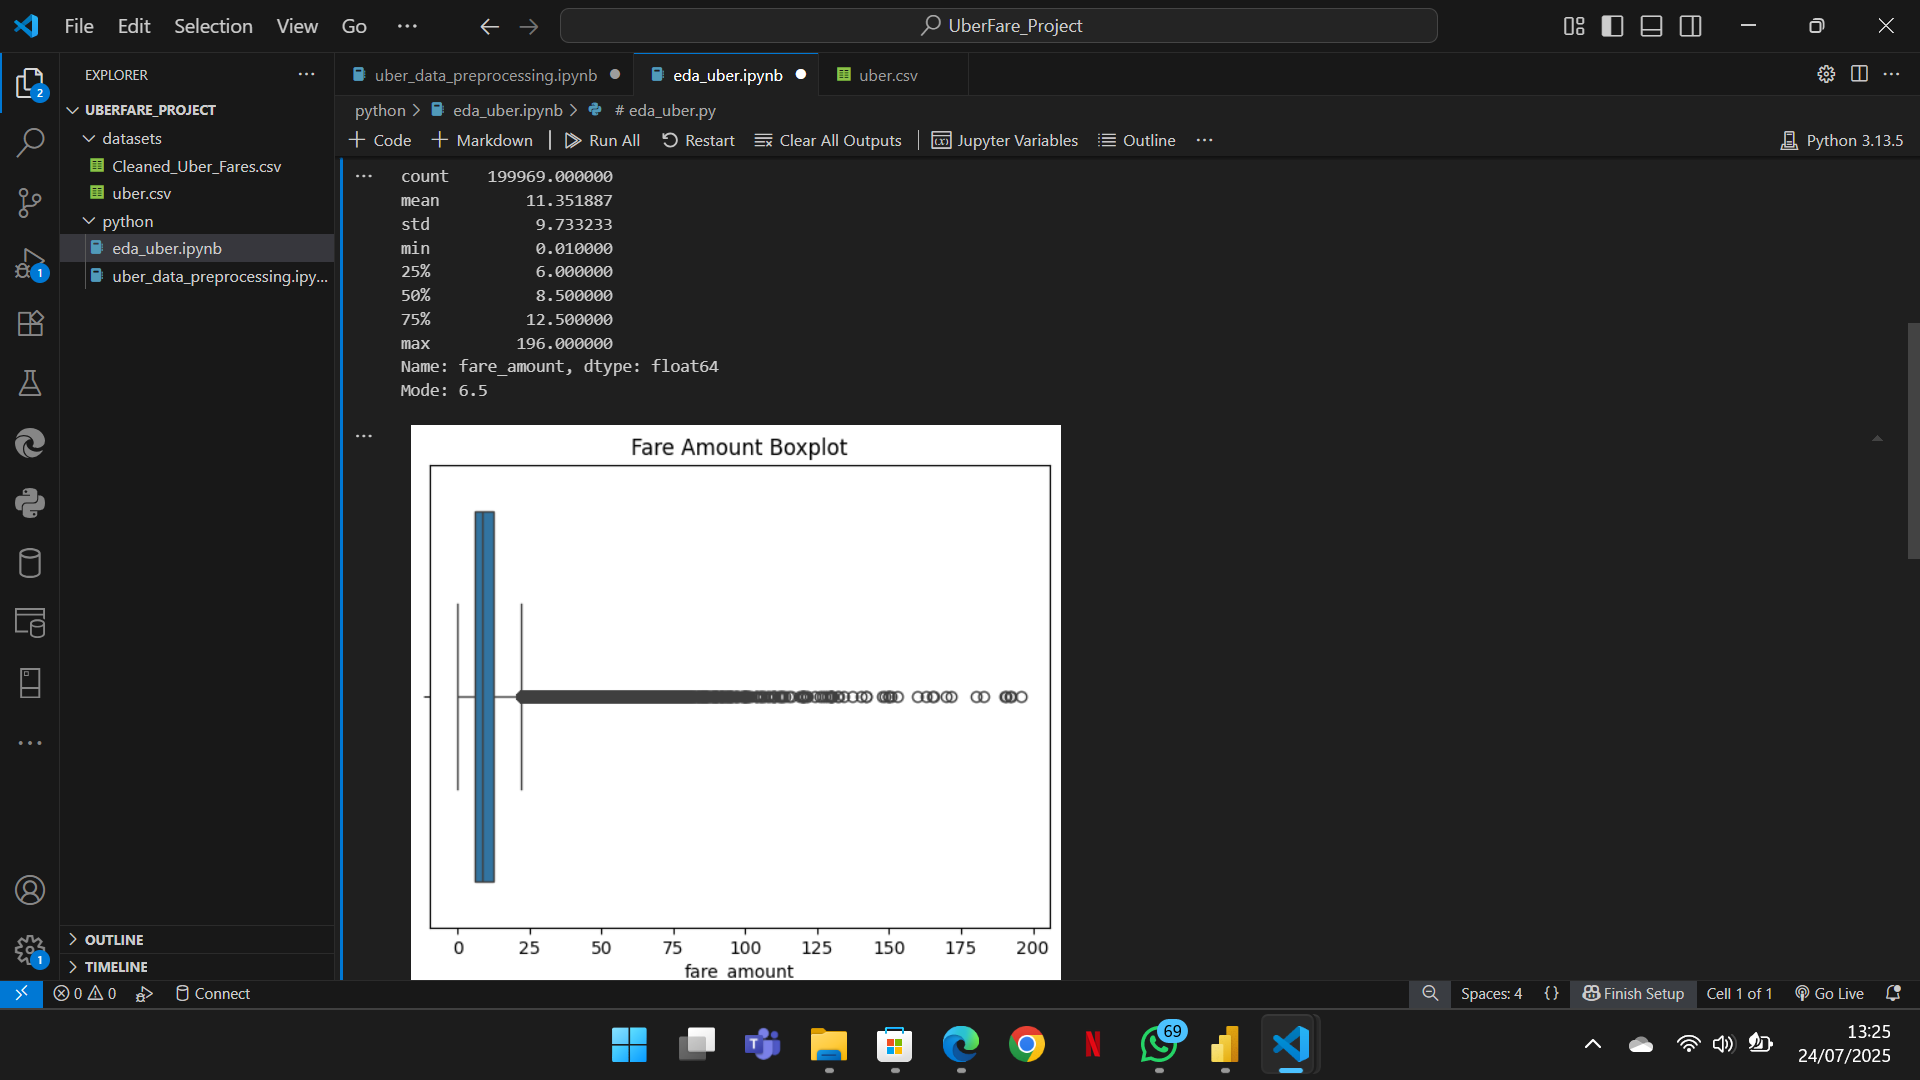 File Edit Selection View Go ···
UberFare_Project
EXPLORER ···
uber_data_preprocessing.ipynb
eda_uber.ipynb
uber.csv
UBERFARE_PROJECT
datasets
Cleaned_Uber_Fares.csv
uber.csv
python
eda_uber.ipynb
uber_data_preprocessing.ipy...
python > eda_uber.ipynb > # eda_uber.py
+ Code + Markdown Run All Restart Clear All Outputs Jupyter Variables Outline ··· Python 3.13.5
count 199969.000000
mean 11.351887
std 9.733233
min 0.010000
25% 6.000000
50% 8.500000
75% 12.500000
max 196.000000
Name: fare_amount, dtype: float64
Mode: 6.5
Fare Amount Boxplot
0 25 50 75 100 125 150 175 200
fare_amount
2
1
1
OUTLINE
TIMELINE
0 0 Connect
Spaces: 4 {} Finish Setup Cell 1 of 1 Go Live
T
N
69
13:25
24/07/2025